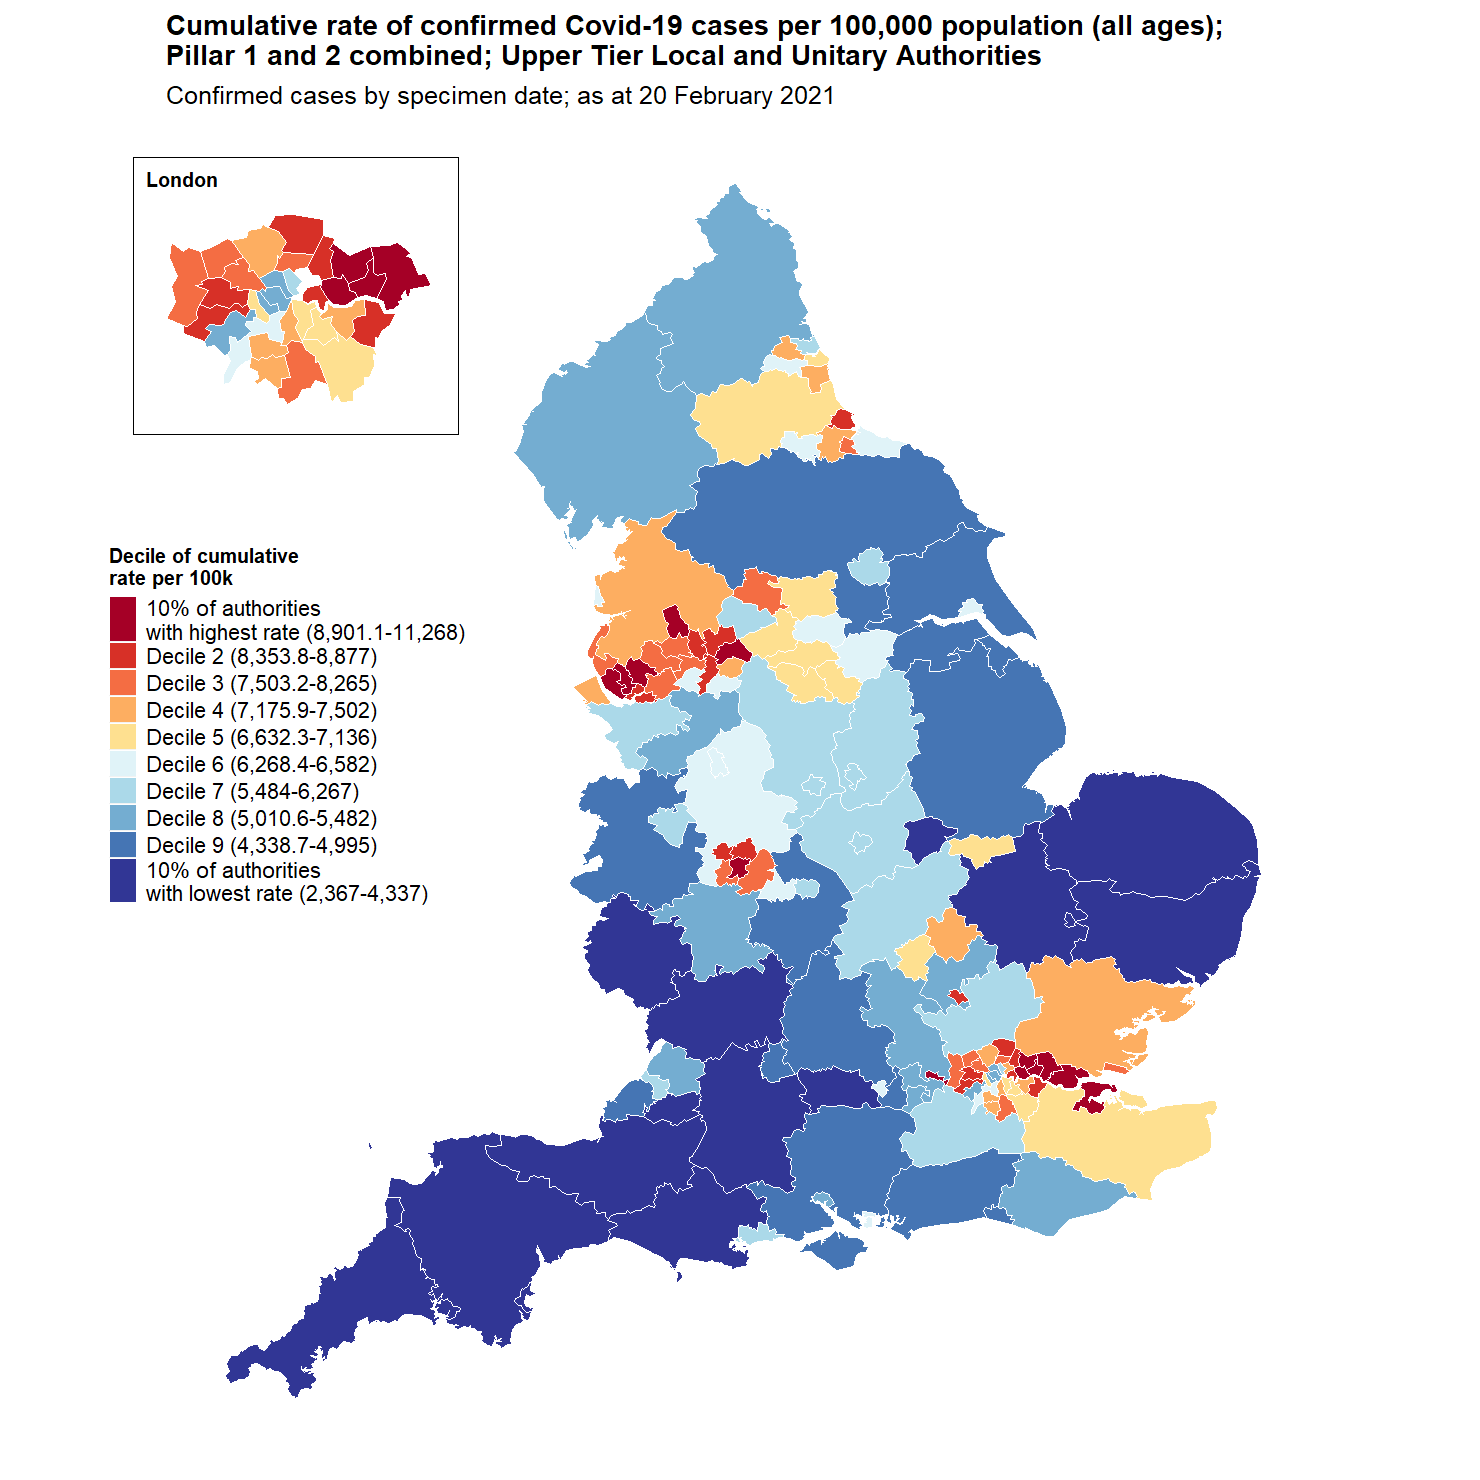 Cumulative rate of confirmed Covid-19 cases per 100,000 population (all ages);
Pillar 1 and 2 combined; Upper Tier Local and Unitary Authorities
Confirmed cases by specimen date; as at 20 February 2021
London
Decile of cumulative
rate per 100k
10% of authorities
with highest rate (8,901.1-11,268)
Decile 2 (8,353.8-8,877)
Decile 3 (7,503.2-8,265)
Decile 4 (7,175.9-7,502)
Decile 5 (6,632.3-7,136)
Decile 6 (6,268.4-6,582)
Decile 7 (5,484-6,267)
Decile 8 (5,010.6-5,482)
Decile 9 (4,338.7-4,995)
10% of authorities
with lowest rate (2,367-4,337)